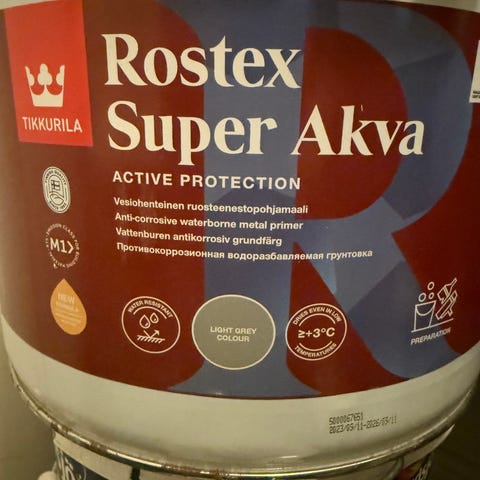 Rostex
Super Akva
TIKKURILA
ACTIVE PROTECTION
Vesiohenteinen ruosteenestopohjamaali
Anti-corrosive waterborne metal primer
Vattenburen antikorrosiv grundfärg
Противокоррозионная водоразбавляемая грунтовка
M1
NEW
WATER RESISTANT
LIGHT GREY
COLOUR
DRIES EVEN IN LOW
≥+3°C
TEMPERATURES
PREPARATION
5000067651
2023/05/11-2026/05/11